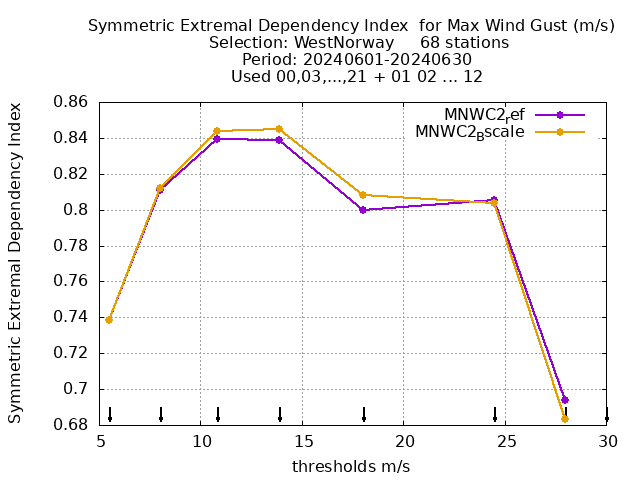 Symmetric Extremal Dependency Index  for Max Wind Gust (m/s)
Selection: WestNorway     68 stations
Period: 20240601-20240630
Used 00,03,...,21 + 01 02 ... 12
Symmetric Extremal Dependency Index
0.86
0.84
0.82
0.8
0.78
0.76
0.74
0.72
0.7
0.68
MNWC2ref
MNWC2Bscale
5 10 15 20 25 30
thresholds m/s